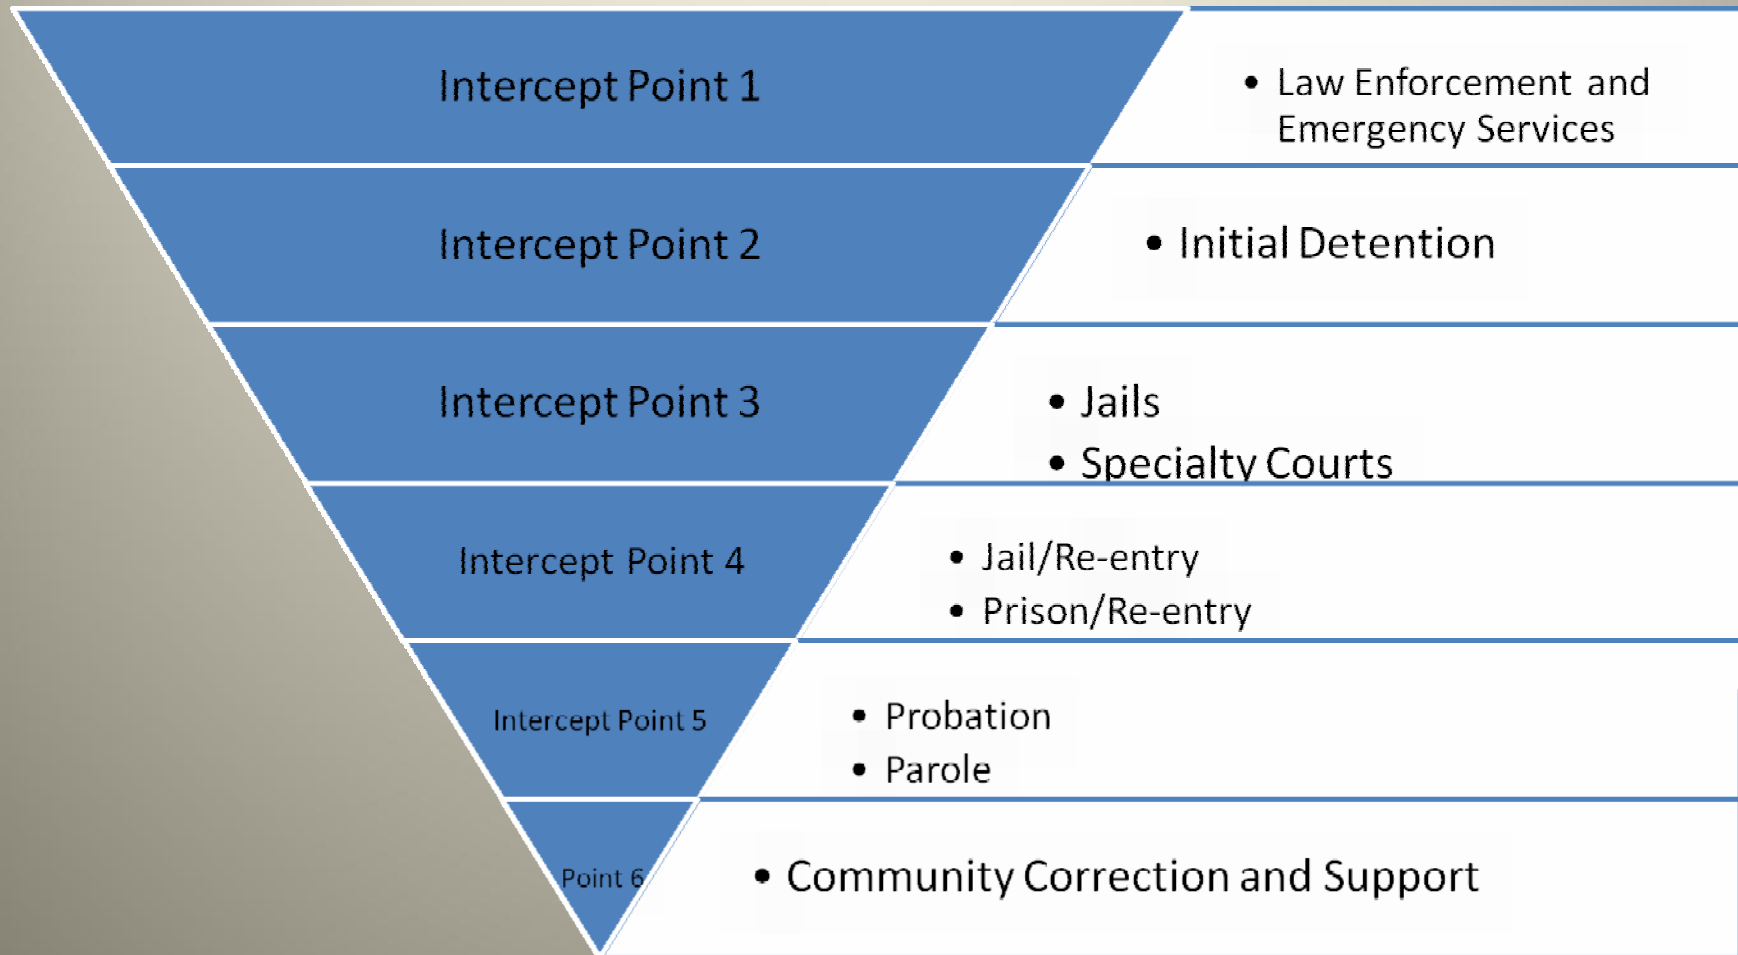 Intercept Point 1
• Law Enforcement and
Emergency Services
Intercept Point 2
• Initial Detention
Intercept Point 3
• Jails
• Specialty Courts
Intercept Point 4
• Jail/Re-entry
• Prison/Re-entry
Intercept Point 5
• Probation
• Parole
Point 6
• Community Correction and Support